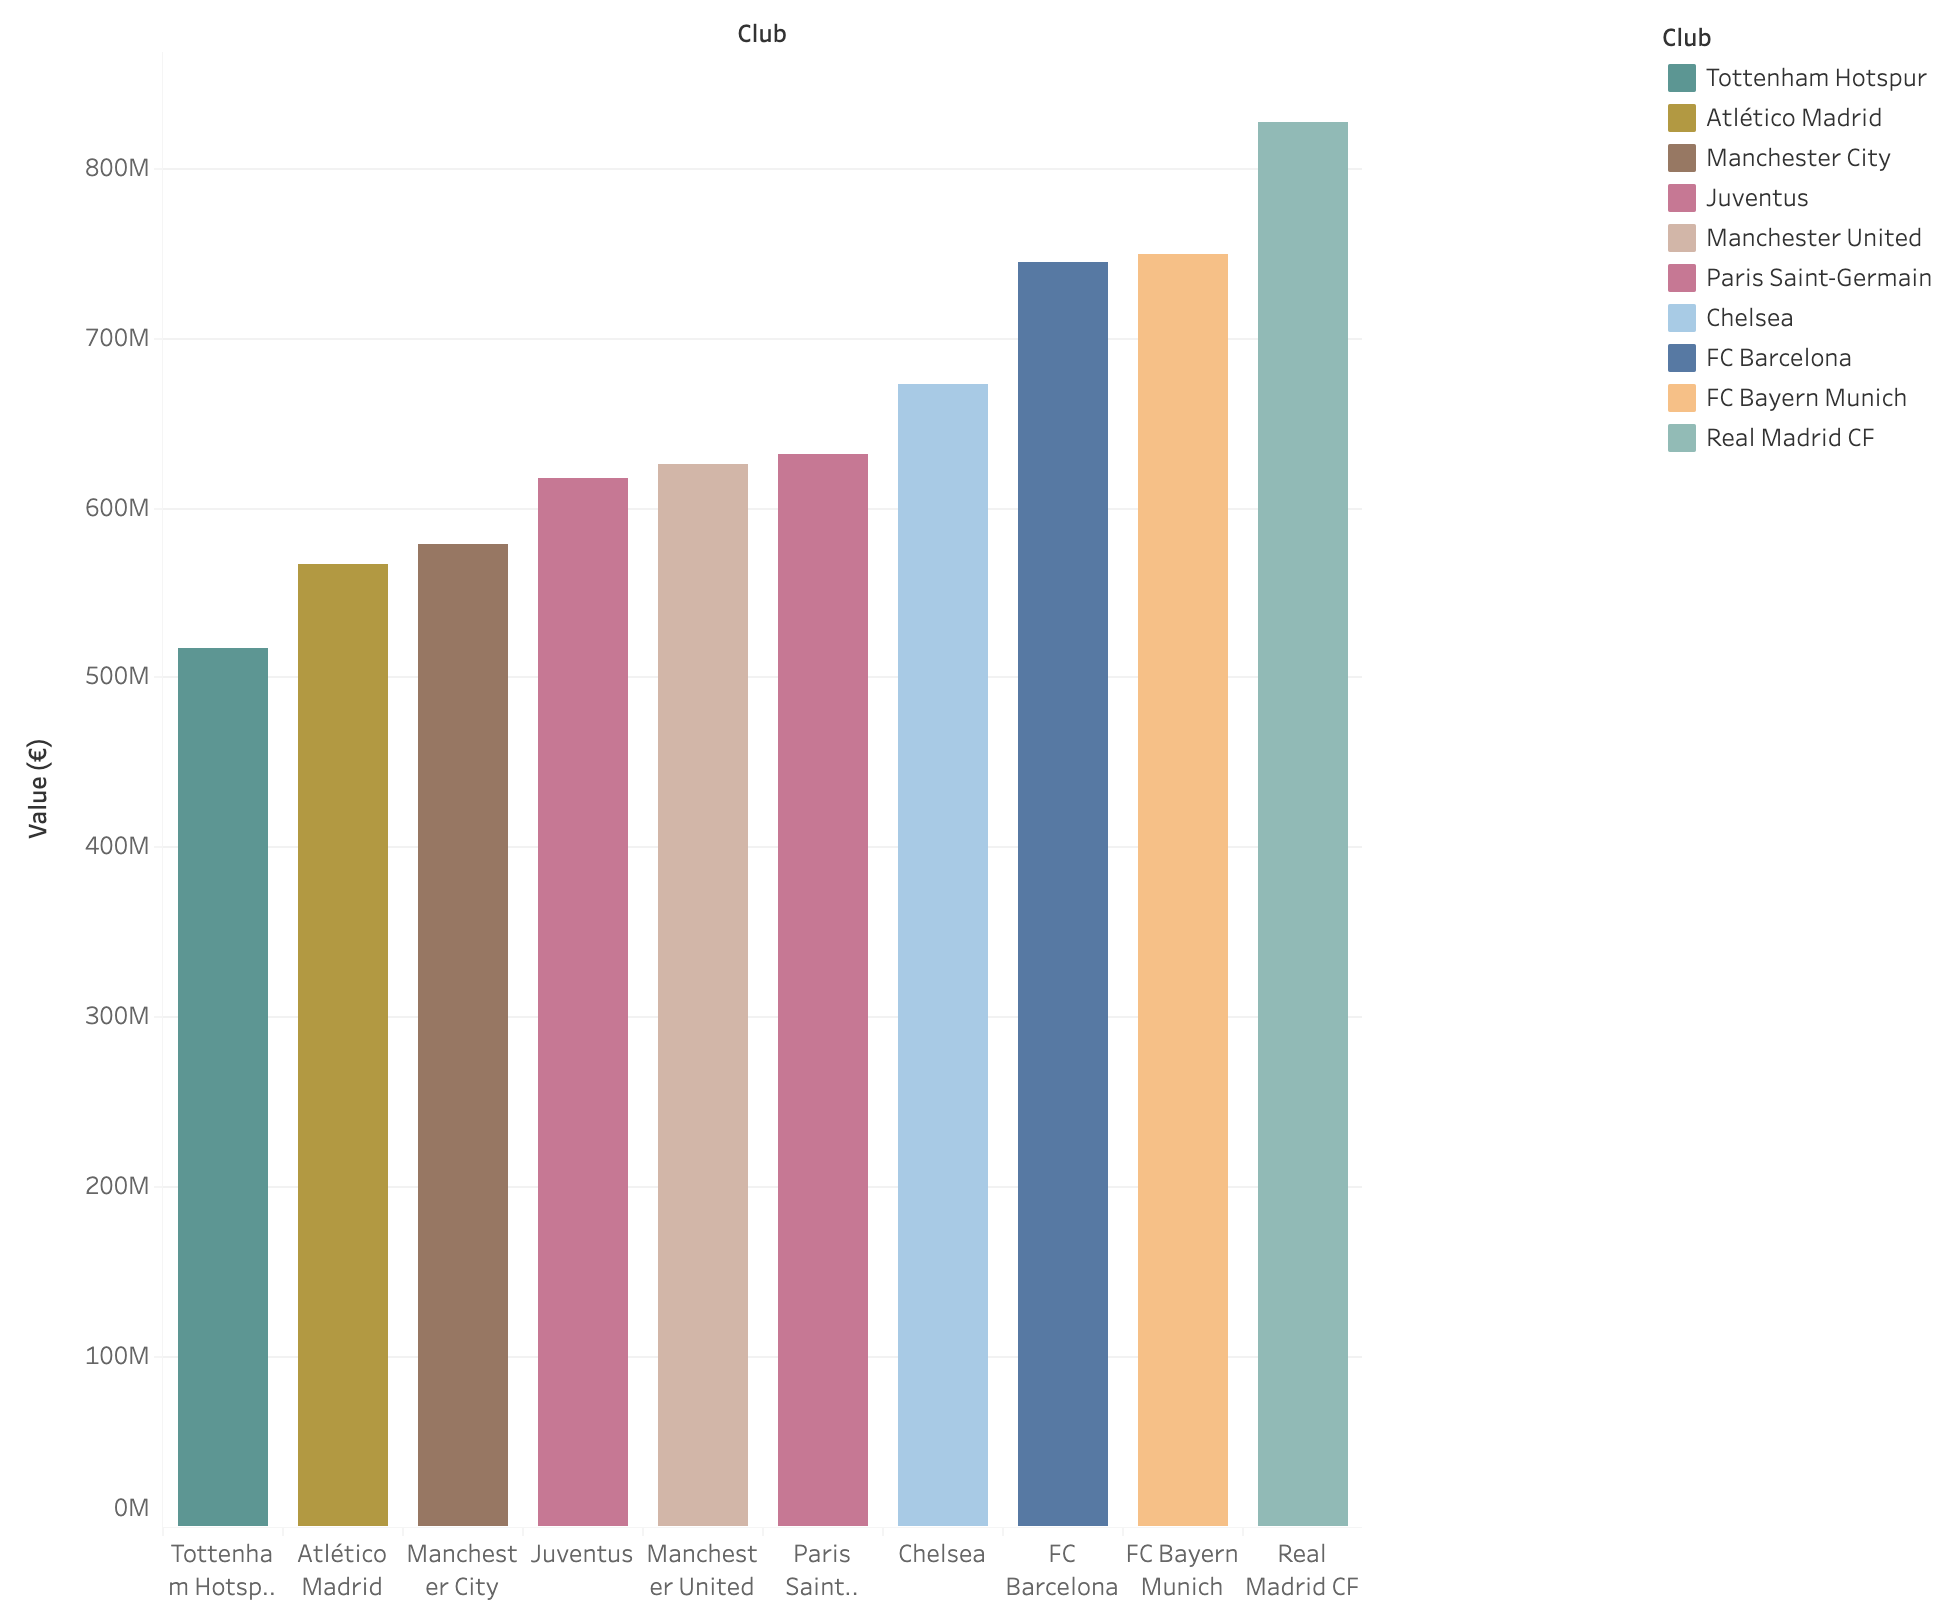 Club
800M
700M
600M
500M
400M
300M
200M
100M
0M
Value (€)
Tottenha
m Hotsp..
Atlético
Madrid
Manchest
er City
Juventus
Manchest
er United
Paris
Saint..
Chelsea
FC
Barcelona
FC Bayern
Munich
Real
Madrid CF
Club
Tottenham Hotspur
Atlético Madrid
Manchester City
Juventus
Manchester United
Paris Saint-Germain
Chelsea
FC Barcelona
FC Bayern Munich
Real Madrid CF